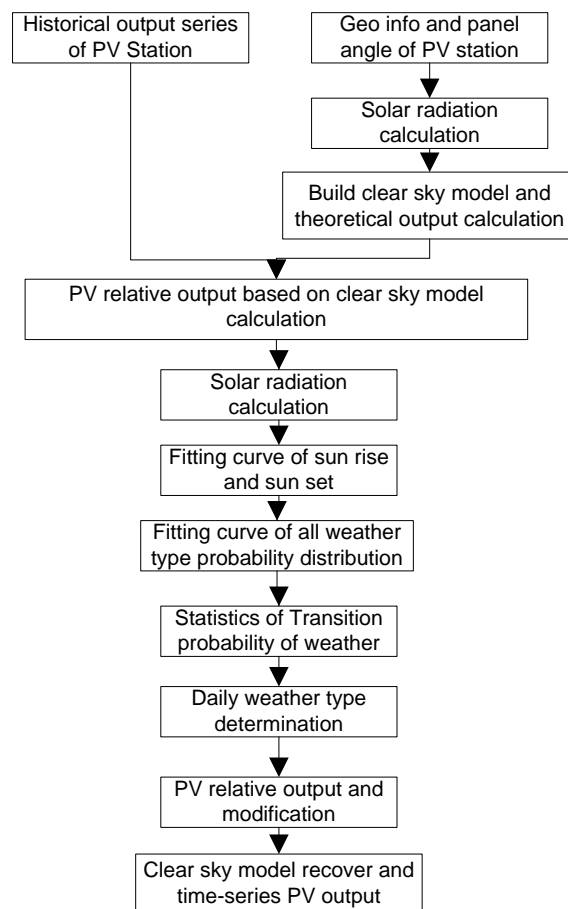 Historical output series
of PV Station
Geo info and panel
angle of PV station
Solar radiation
calculation
Build clear sky model and
theoretical output calculation
PV relative output based on clear sky model
calculation
Solar radiation
calculation
Fitting curve of sun rise
and sun set
Fitting curve of all weather
type probability distribution
Statistics of Transition
probability of weather
Daily weather type
determination
PV relative output and
modification
Clear sky model recover and
time-series PV output